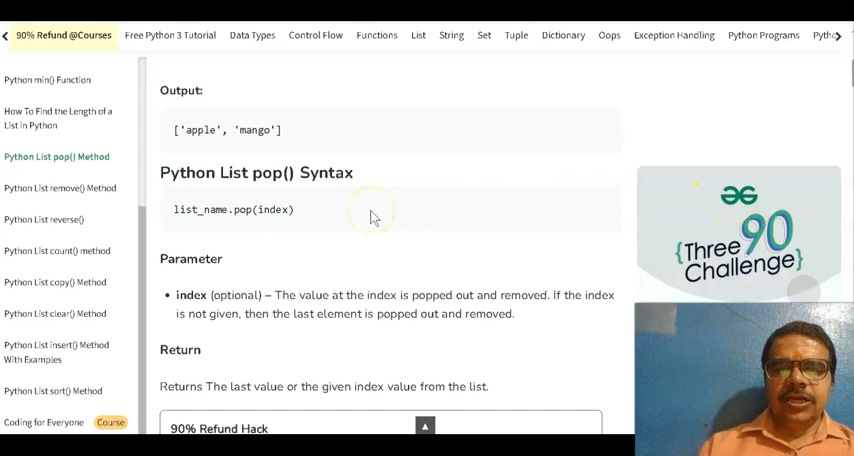 90% Refund @Courses Free Python 3 Tutorial Data Types Control Flow Functions List String Set Tuple Dictionary Oops Exception Handling Python Programs
Python min() Function
How To Find the Length of a
List in Python
Python List pop() Method
Python List remove() Method
Python List reverse()
Python List count() method
Python List copy() Method
Python List clear() Method
Python List insert() Method
With Examples
Python List sort() Method
Coding for Everyone Course
Output:
['apple', 'mango']
Python List pop() Syntax
list_name.pop(index)
Parameter
• index (optional) – The value at the index is popped out and removed. If the index
is not given, then the last element is popped out and removed.
Return
Returns The last value or the given index value from the list.
90% Refund Hack
{Three 90
Challenge}